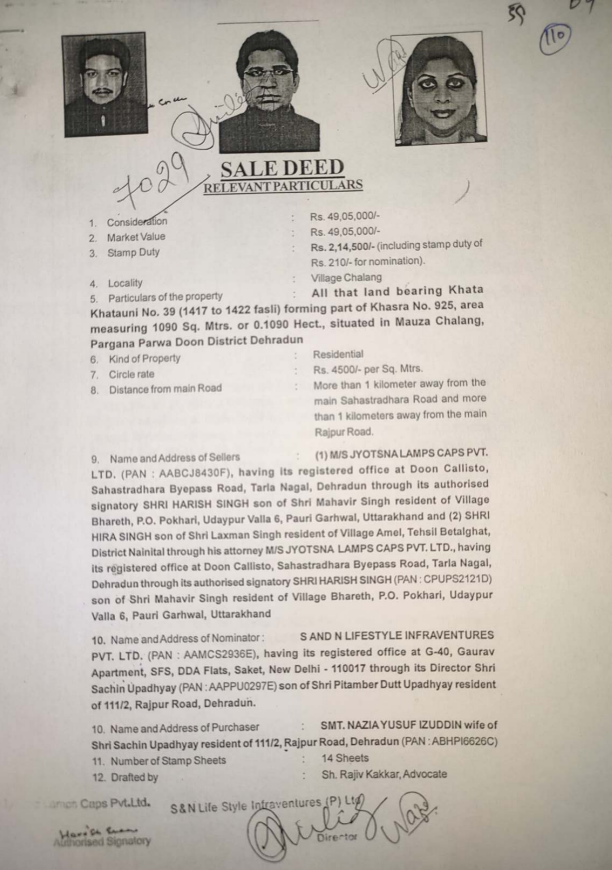 110
7029
SALE DEED
RELEVANT PARTICULARS
1. Consideration : Rs. 49,05,000/-
2. Market Value : Rs. 49,05,000/-
3. Stamp Duty : Rs. 2,14,500/- (including stamp duty of
Rs. 210/- for nomination).
4. Locality : Village Chalang
5. Particulars of the property : All that land bearing Khata
Khatauni No. 39 (1417 to 1422 fasli) forming part of Khasra No. 925, area
measuring 1090 Sq. Mtrs. or 0.1090 Hect., situated in Mauza Chalang,
Pargana Parwa Doon District Dehradun
6. Kind of Property : Residential
7. Circle rate : Rs. 4500/- per Sq. Mtrs.
8. Distance from main Road : More than 1 kilometer away from the
main Sahastradhara Road and more
than 1 kilometers away from the main
Rajpur Road.
9. Name and Address of Sellers : (1) M/S JYOTSNA LAMPS CAPS PVT.
LTD. (PAN : AABCJ8430F), having its registered office at Doon Callisto,
Sahastradhara Byepass Road, Tarla Nagal, Dehradun through its authorised
signatory SHRI HARISH SINGH son of Shri Mahavir Singh resident of Village
Bhareth, P.O. Pokhari, Udaypur Valla 6, Pauri Garhwal, Uttarakhand and (2) SHRI
HIRA SINGH son of Shri Laxman Singh resident of Village Amel, Tehsil Betalghat,
District Nainital through his attorney M/S JYOTSNA LAMPS CAPS PVT. LTD., having
its registered office at Doon Callisto, Sahastradhara Byepass Road, Tarla Nagal,
Dehradun through its authorised signatory SHRI HARISH SINGH (PAN : CPUPS2121D)
son of Shri Mahavir Singh resident of Village Bhareth, P.O. Pokhari, Udaypur
Valla 6, Pauri Garhwal, Uttarakhand
10. Name and Address of Nominator : S AND N LIFESTYLE INFRAVENTURES
PVT. LTD. (PAN : AAMCS2936E), having its registered office at G-40, Gaurav
Apartment, SFS, DDA Flats, Saket, New Delhi - 110017 through its Director Shri
Sachin Upadhyay (PAN : AAPPU0297E) son of Shri Pitamber Dutt Upadhyay resident
of 111/2, Rajpur Road, Dehradun.
10. Name and Address of Purchaser : SMT. NAZIA YUSUF IZUDDIN wife of
Shri Sachin Upadhyay resident of 111/2, Rajpur Road, Dehradun (PAN : ABHPI6626C)
11. Number of Stamp Sheets : 14 Sheets
12. Drafted by : Sh. Rajiv Kakkar, Advocate
Caps Pvt.Ltd.
S&N Life Style Infraventures (P) Ltd
Authorised Signatory
Director